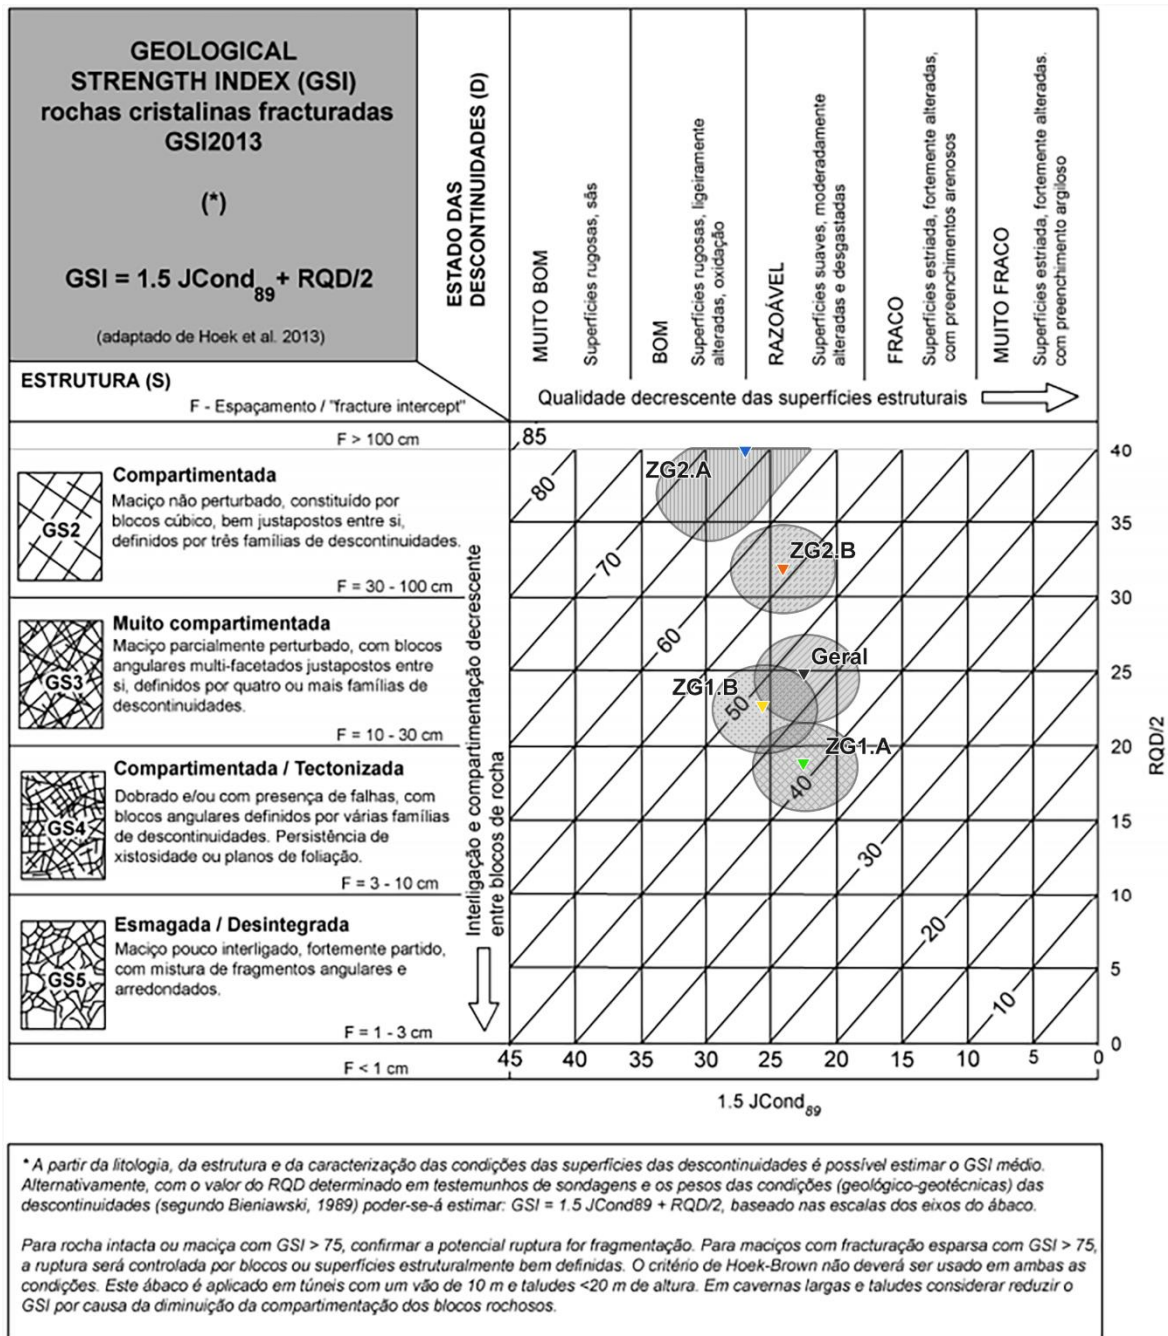 GEOLOGICAL
STRENGTH INDEX (GSI)
rochas cristalinas fracturadas
GSI2013
(*)
GSI = 1.5 JCond89 + RQD/2
(adaptado de Hoek et al. 2013)
ESTADO DAS
DESCONTINUIDADES (D)
MUITO BOM
Superfícies rugosas, sãs
BOM
Superfícies rugosas, ligeiramente
alteradas, oxidação
RAZOÁVEL
Superfícies suaves, moderadamente
alteradas e desgastadas
FRACO
Superfícies estriada, fortemente alteradas,
com preenchimentos arenosos
MUITO FRACO
Superfícies estriada, fortemente alteradas.
com preenchimento argiloso
Qualidade decrescente das superfícies estruturais
ESTRUTURA (S)
F - Espaçamento / "fracture intercept"
F > 100 cm
GS2
Compartimentada
Maciço não perturbado, constituído por
blocos cúbico, bem justapostos entre si,
definidos por três famílias de descontinuidades.
F = 30 - 100 cm
GS3
Muito compartimentada
Maciço parcialmente perturbado, com blocos
angulares multi-facetados justapostos entre
si, definidos por quatro ou mais famílias de
descontinuidades.
F = 10 - 30 cm
GS4
Compartimentada / Tectonizada
Dobrado e/ou com presença de falhas, com
blocos angulares definidos por várias famílias
de descontinuidades. Persistência de
xistosidade ou planos de foliação.
F = 3 - 10 cm
GS5
Esmagada / Desintegrada
Maciço pouco interligado, fortemente partido,
com mistura de fragmentos angulares e
arredondados.
F = 1 - 3 cm
F < 1 cm
Interligação e compartimentação decrescente
entre blocos de rocha
85
80
70
60
50
40
30
20
10
ZG2.A
ZG2.B
Geral
ZG1.B
ZG1.A
40
35
30
25
20
15
10
5
0
RQD/2
45 40 35 30 25 20 15 10 5 0
1.5 JCond89
* A partir da litologia, da estrutura e da caracterização das condições das superfícies das descontinuidades é possível estimar o GSI médio.
Alternativamente, com o valor do RQD determinado em testemunhos de sondagens e os pesos das condições (geológico-geotécnicas) das
descontinuidades (segundo Bieniawski, 1989) poder-se-á estimar: GSI = 1.5 JCond89 + RQD/2, baseado nas escalas dos eixos do ábaco.
Para rocha intacta ou maciça com GSI > 75, confirmar a potencial ruptura for fragmentação. Para maciços com fracturação esparsa com GSI > 75,
a ruptura será controlada por blocos ou superfícies estruturalmente bem definidas. O critério de Hoek-Brown não deverá ser usado em ambas as
condições. Este ábaco é aplicado em túneis com um vão de 10 m e taludes <20 m de altura. Em cavernas largas e taludes considerar reduzir o
GSI por causa da diminuição da compartimentação dos blocos rochosos.